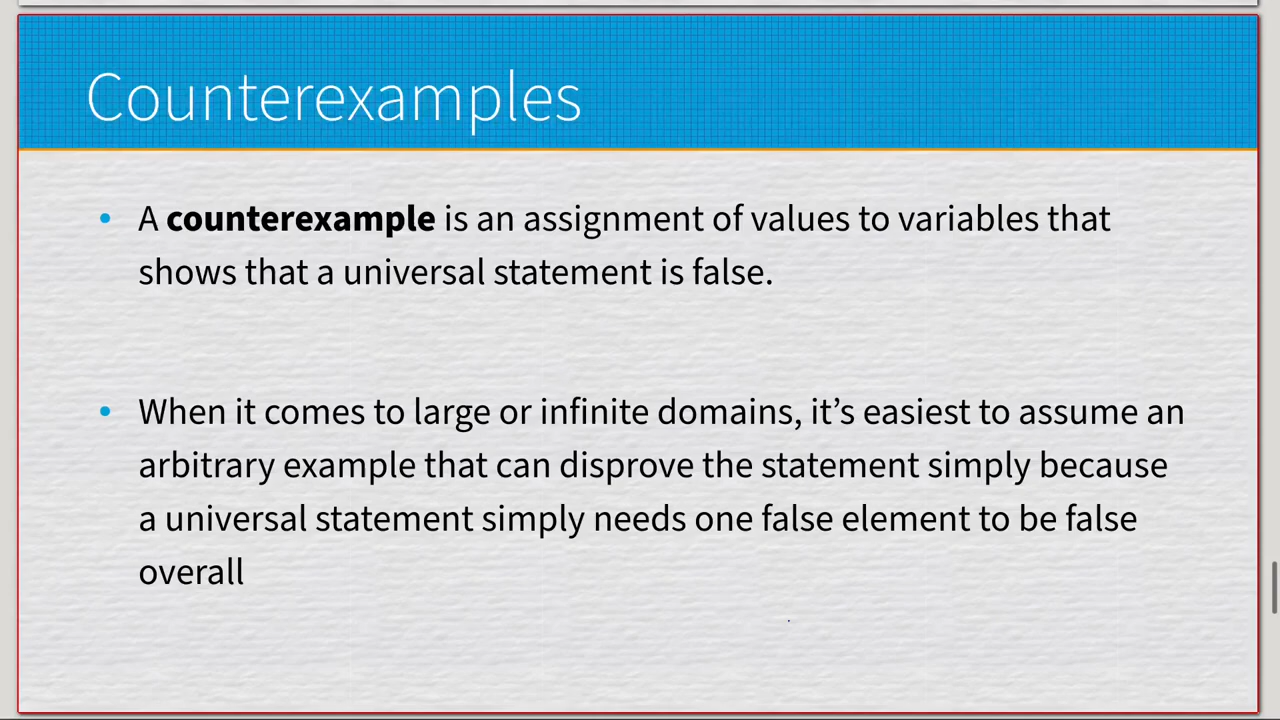 Counterexamples
• A counterexample is an assignment of values to variables that
shows that a universal statement is false.
• When it comes to large or infinite domains, it’s easiest to assume an
arbitrary example that can disprove the statement simply because
a universal statement simply needs one false element to be false
overall